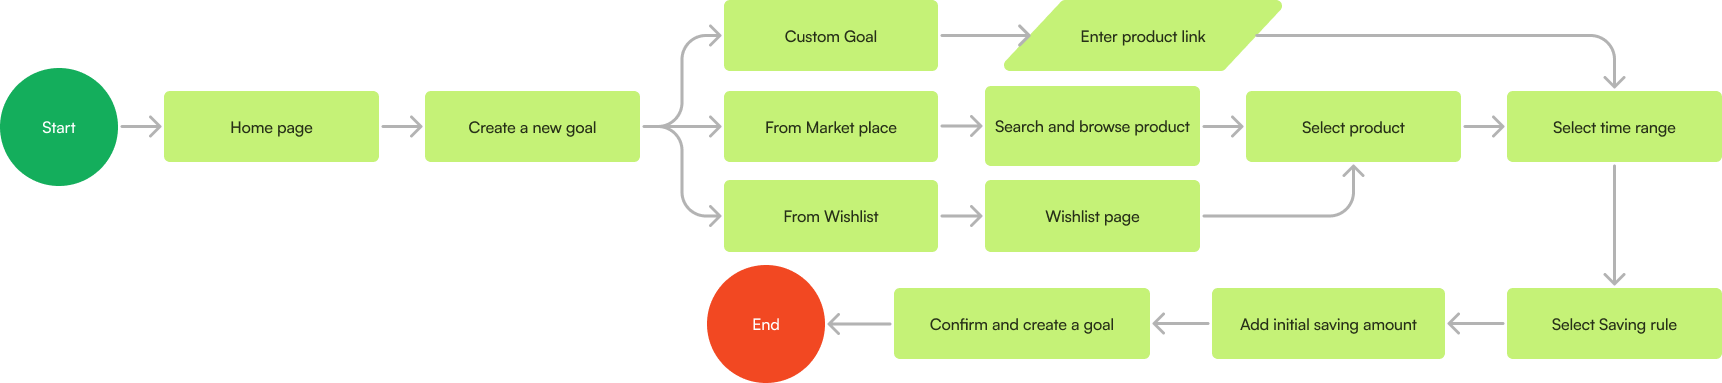 Start
Home page
Create a new goal
Custom Goal
Enter product link
From Market place
Search and browse product
Select product
Select time range
From Wishlist
Wishlist page
Select Saving rule
Add initial saving amount
Confirm and create a goal
End